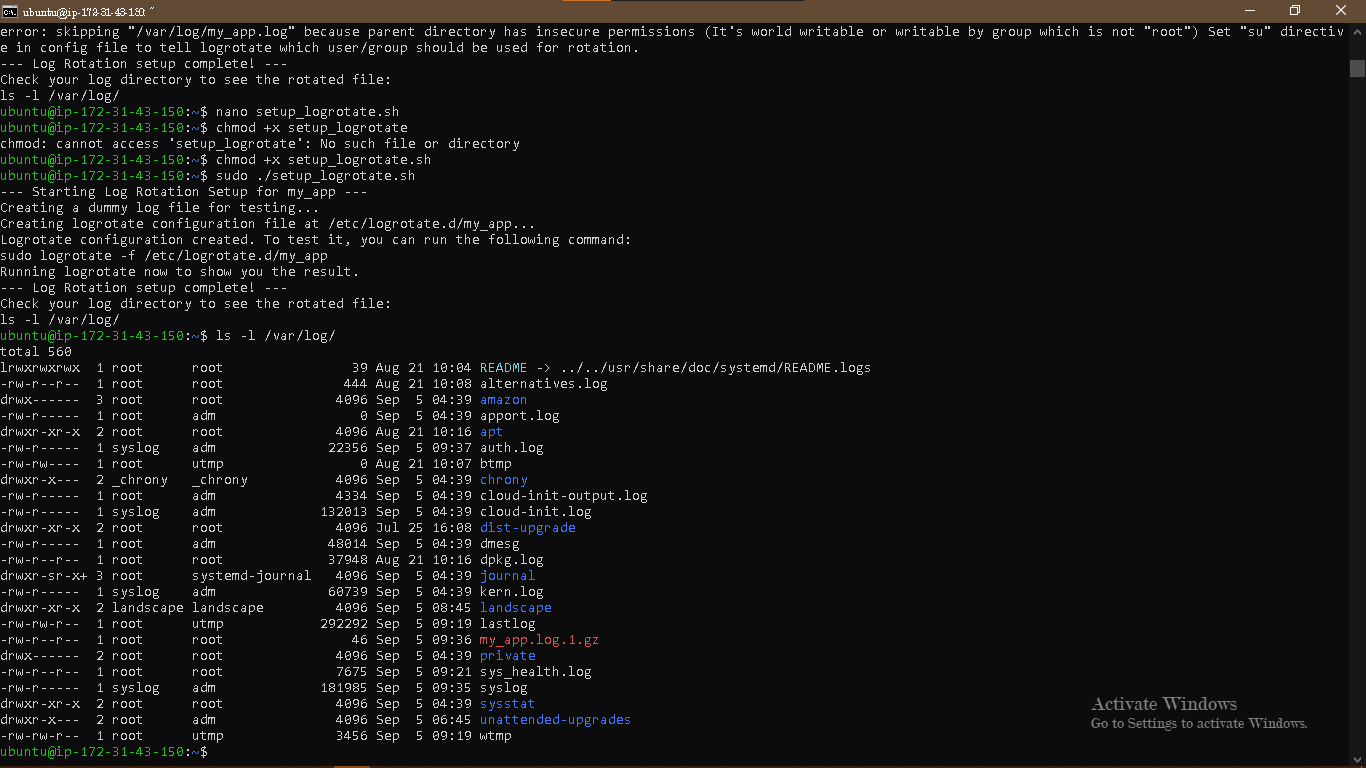 ubuntu@ip-172-31-43-150: ~
error: skipping "/var/log/my_app.log" because parent directory has insecure permissions (It's world writable or writable by group which is not "root") Set "su" directiv
e in config file to tell logrotate which user/group should be used for rotation.
--- Log Rotation setup complete! ---
Check your log directory to see the rotated file:
ls -l /var/log/
ubuntu@ip-172-31-43-150:~$ nano setup_logrotate.sh
ubuntu@ip-172-31-43-150:~$ chmod +x setup_logrotate
chmod: cannot access 'setup_logrotate': No such file or directory
ubuntu@ip-172-31-43-150:~$ chmod +x setup_logrotate.sh
ubuntu@ip-172-31-43-150:~$ sudo ./setup_logrotate.sh
--- Starting Log Rotation Setup for my_app ---
Creating a dummy log file for testing...
Creating logrotate configuration file at /etc/logrotate.d/my_app...
Logrotate configuration created. To test it, you can run the following command:
sudo logrotate -f /etc/logrotate.d/my_app
Running logrotate now to show you the result.
--- Log Rotation setup complete! ---
Check your log directory to see the rotated file:
ls -l /var/log/
ubuntu@ip-172-31-43-150:~$ ls -l /var/log/
total 560
lrwxrwxrwx  1 root      root                39 Aug 21 10:04 README -> ../../usr/share/doc/systemd/README.logs
-rw-r--r--  1 root      root               444 Aug 21 10:08 alternatives.log
drwx------  3 root      root              4096 Sep  5 04:39 amazon
-rw-r-----  1 root      adm                  0 Sep  5 04:39 apport.log
drwxr-xr-x  2 root      root              4096 Aug 21 10:16 apt
-rw-r-----  1 syslog    adm              22356 Sep  5 09:37 auth.log
-rw-rw----  1 root      utmp                 0 Aug 21 10:07 btmp
drwxr-x---  2 _chrony   _chrony           4096 Sep  5 04:39 chrony
-rw-r-----  1 root      adm               4334 Sep  5 04:39 cloud-init-output.log
-rw-r-----  1 syslog    adm             132013 Sep  5 04:39 cloud-init.log
drwxr-xr-x  2 root      root              4096 Jul 25 16:08 dist-upgrade
-rw-r-----  1 root      adm              48014 Sep  5 04:39 dmesg
-rw-r--r--  1 root      root             37948 Aug 21 10:16 dpkg.log
drwxr-sr-x+ 3 root      systemd-journal   4096 Sep  5 04:39 journal
-rw-r-----  1 syslog    adm              60739 Sep  5 04:39 kern.log
drwxr-xr-x  2 landscape landscape         4096 Sep  5 08:45 landscape
-rw-rw-r--  1 root      utmp            292292 Sep  5 09:19 lastlog
-rw-r--r--  1 root      root                46 Sep  5 09:36 my_app.log.1.gz
drwx------  2 root      root              4096 Sep  5 04:39 private
-rw-r--r--  1 root      root              7675 Sep  5 09:21 sys_health.log
-rw-r-----  1 syslog    adm             181985 Sep  5 09:35 syslog
drwxr-xr-x  2 root      root              4096 Sep  5 04:39 sysstat
drwxr-x---  2 root      adm               4096 Sep  5 06:45 unattended-upgrades
-rw-rw-r--  1 root      utmp              3456 Sep  5 09:19 wtmp
ubuntu@ip-172-31-43-150:~$
Activate Windows
Go to Settings to activate Windows.